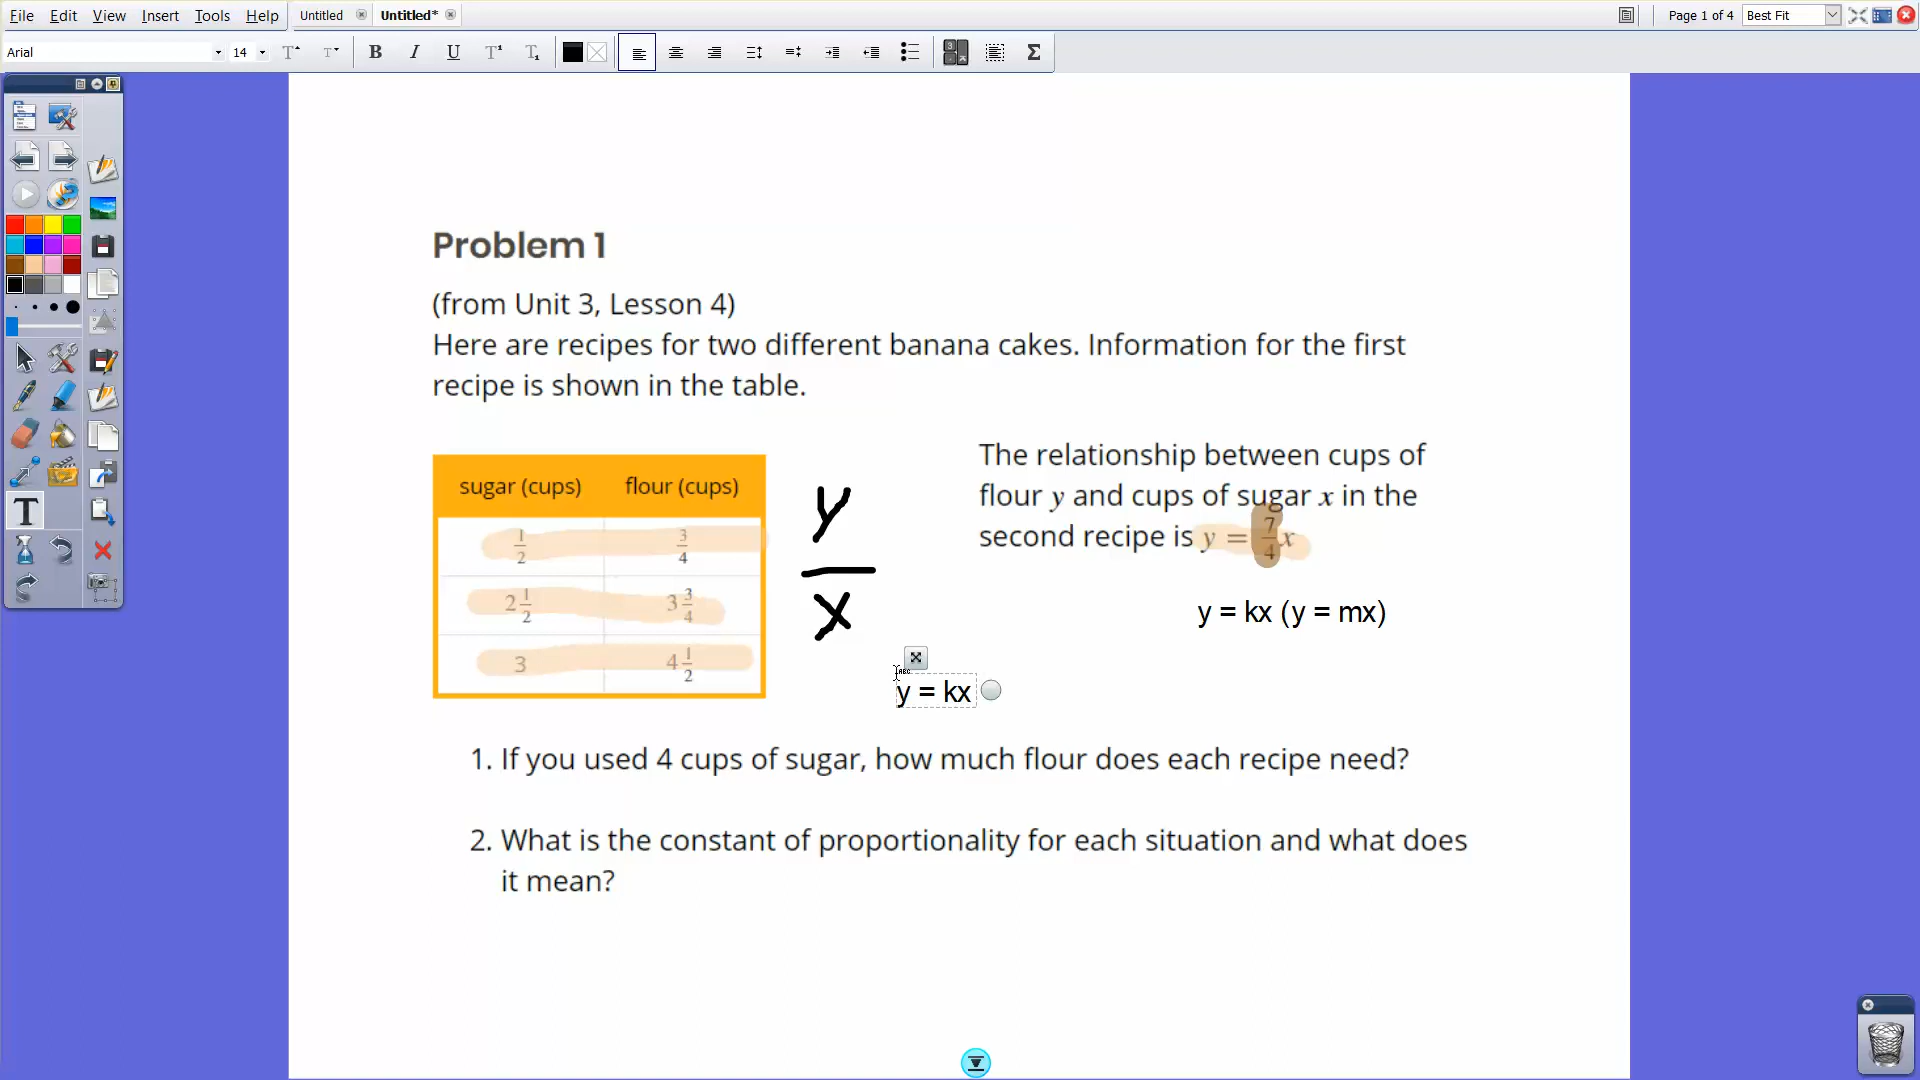 File Edit View Insert Tools Help Untitled Untitled* Page 1 of 4 Best Fit
Arial 14 B I U T¹ T₁ Σ
Problem 1
(from Unit 3, Lesson 4)
Here are recipes for two different banana cakes. Information for the first
recipe is shown in the table.
sugar (cups) flour (cups)
1/2 3/4
2 1/2 3 3/4
3 4 1/2
y
x
The relationship between cups of
flour y and cups of sugar x in the
second recipe is y = 7/4 x
y = kx (y = mx)
y = kx
1. If you used 4 cups of sugar, how much flour does each recipe need?
2. What is the constant of proportionality for each situation and what does
it mean?